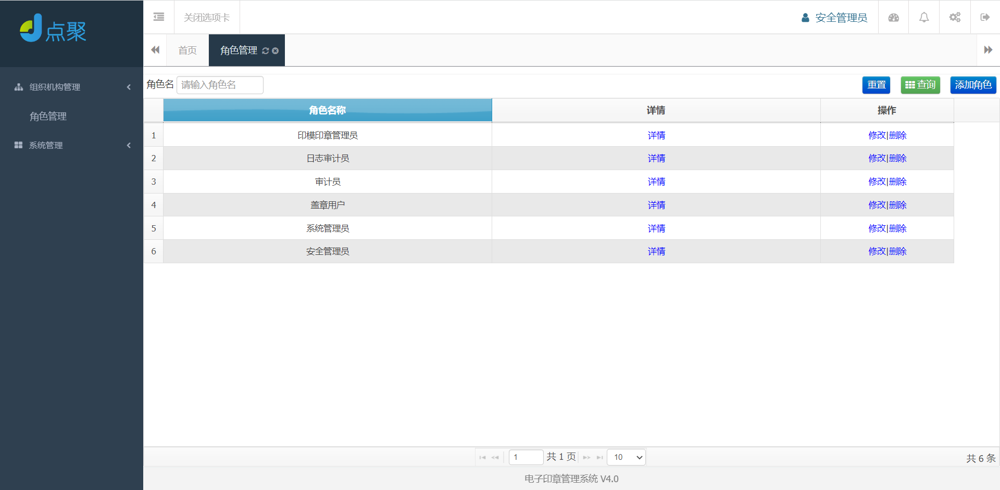 点聚
关闭选项卡
安全管理员
首页
角色管理
组织机构管理
角色管理
系统管理
角色名 请输入角色名
重置 查询 添加角色
角色名称 详情 操作
1 印模印章管理员 详情 修改|删除
2 日志审计员 详情 修改|删除
3 审计员 详情 修改|删除
4 盖章用户 详情 修改|删除
5 系统管理员 详情 修改|删除
6 安全管理员 详情 修改|删除
1 共 1 页 10
共 6 条
电子印章管理系统 V4.0